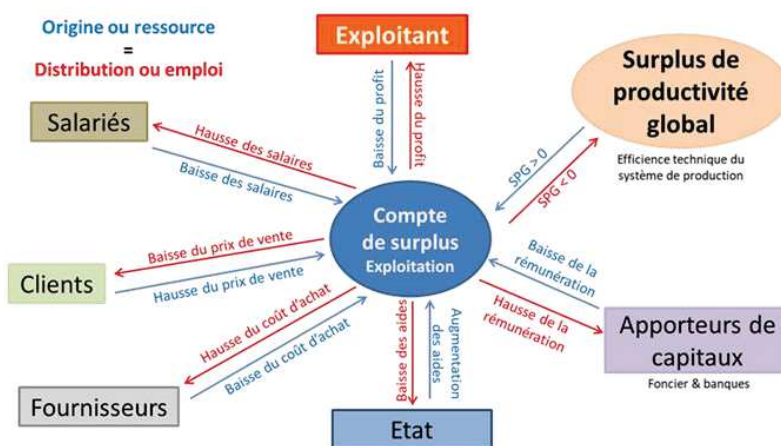 Origine ou ressource
=
Distribution ou emploi
Exploitant
Surplus de
productivité
global
Efficience technique du
système de production
Salariés
Hausse des salaires
Baisse des salaires
Baisse du profit
Hausse du profit
SPG > 0
SPG < 0
Compte
de surplus
Exploitation
Clients
Baisse du prix de vente
Hausse du prix de vente
Baisse de la
rémunération
Hausse de la
rémunération
Apporteurs de
capitaux
Foncier & banques
Hausse du coût d'achat
Baisse du coût d'achat
Fournisseurs
Baisse des aides
Augmentation
des aides
Etat